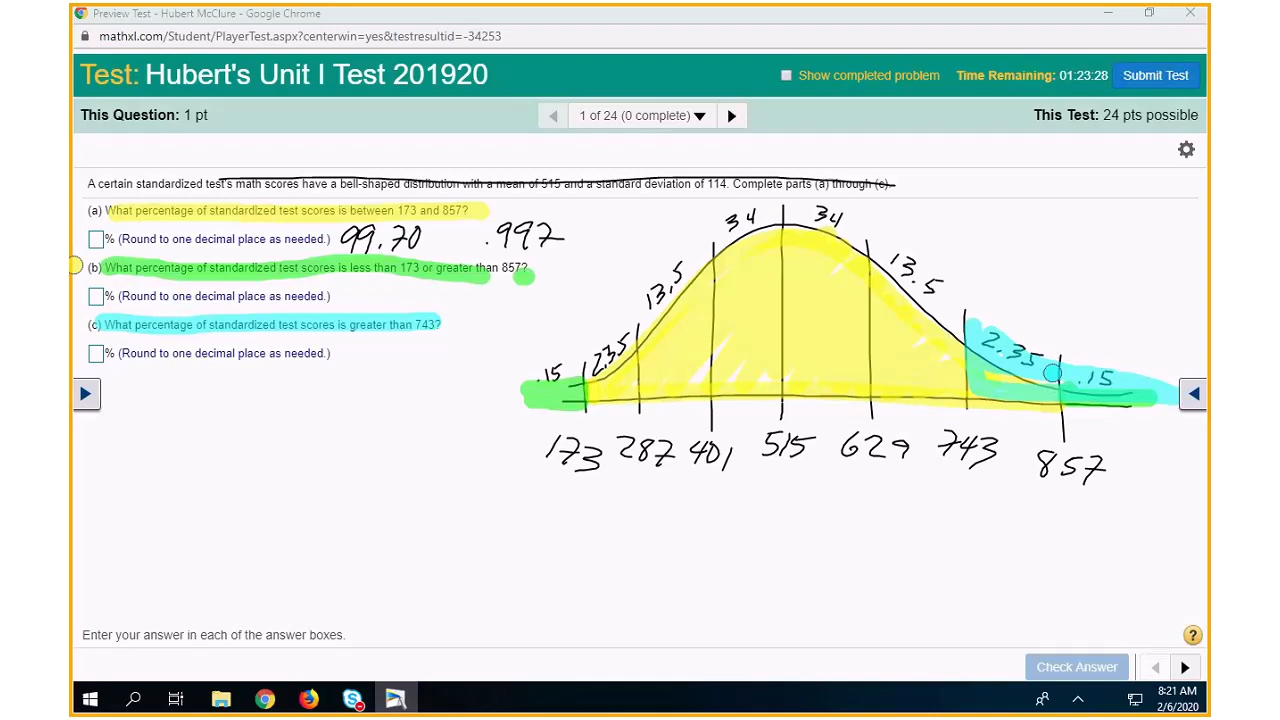 Preview Test - Hubert McClure - Google Chrome
mathxl.com/Student/PlayerTest.aspx?centerwin=yes&testresultid=-34253
Test: Hubert's Unit I Test 201920
Show completed problem
Time Remaining: 01:23:28
Submit Test
This Question: 1 pt
1 of 24 (0 complete)
This Test: 24 pts possible
A certain standardized test's math scores have a bell-shaped distribution with a mean of 515 and a standard deviation of 114. Complete parts (a) through (c).
(a) What percentage of standardized test scores is between 173 and 857?
% (Round to one decimal place as needed.) 99.70 .997
(b) What percentage of standardized test scores is less than 173 or greater than 857?
% (Round to one decimal place as needed.)
(c) What percentage of standardized test scores is greater than 743?
% (Round to one decimal place as needed.)
34 34
13.5 13.5
.15 2.35 2.35 .15
173 287 401 515 629 743 857
Enter your answer in each of the answer boxes.
?
Check Answer
8:21 AM
2/6/2020